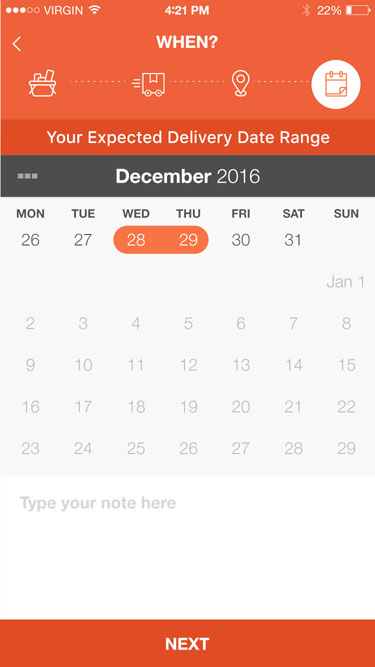 VIRGIN 4:21 PM 22%
WHEN?
Your Expected Delivery Date Range
December 2016
MON TUE WED THU FRI SAT SUN
26 27 28 29 30 31
Jan 1
2 3 4 5 6 7 8
9 10 11 12 13 14 15
16 17 18 19 20 21 22
23 24 25 26 27 28 29
Type your note here
NEXT